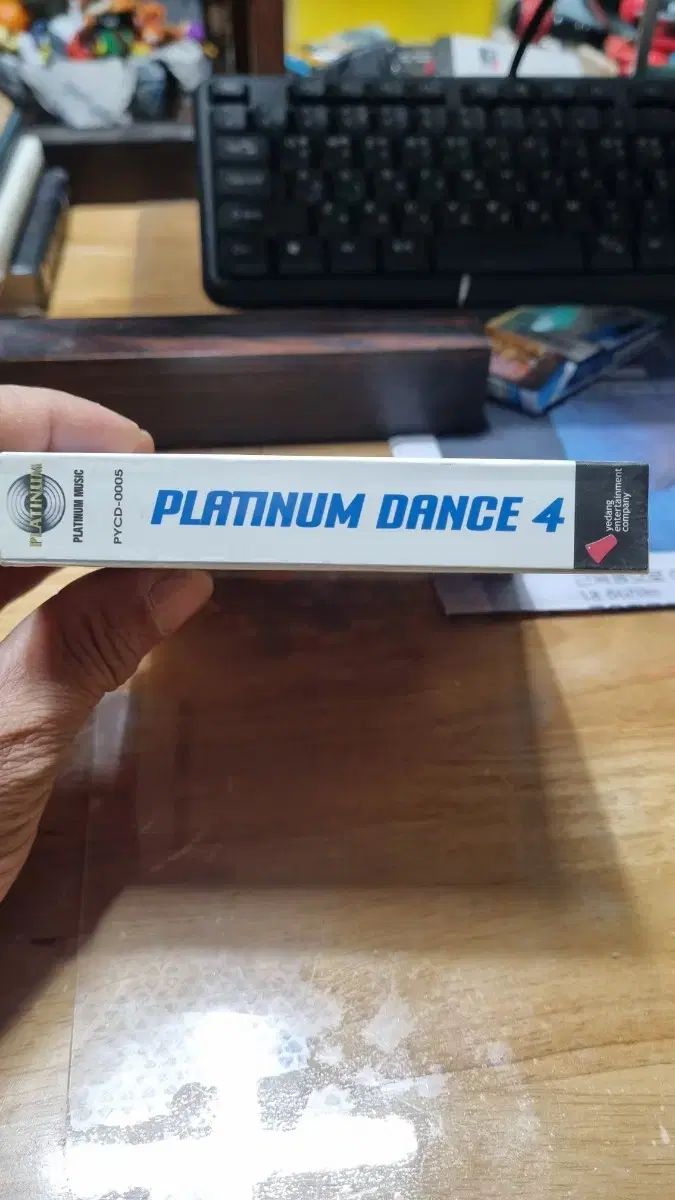 PLATINUM
PLATINUM MUSIC
PYCD-0005
PLATINUM DANCE 4
yedang
entertainment
company